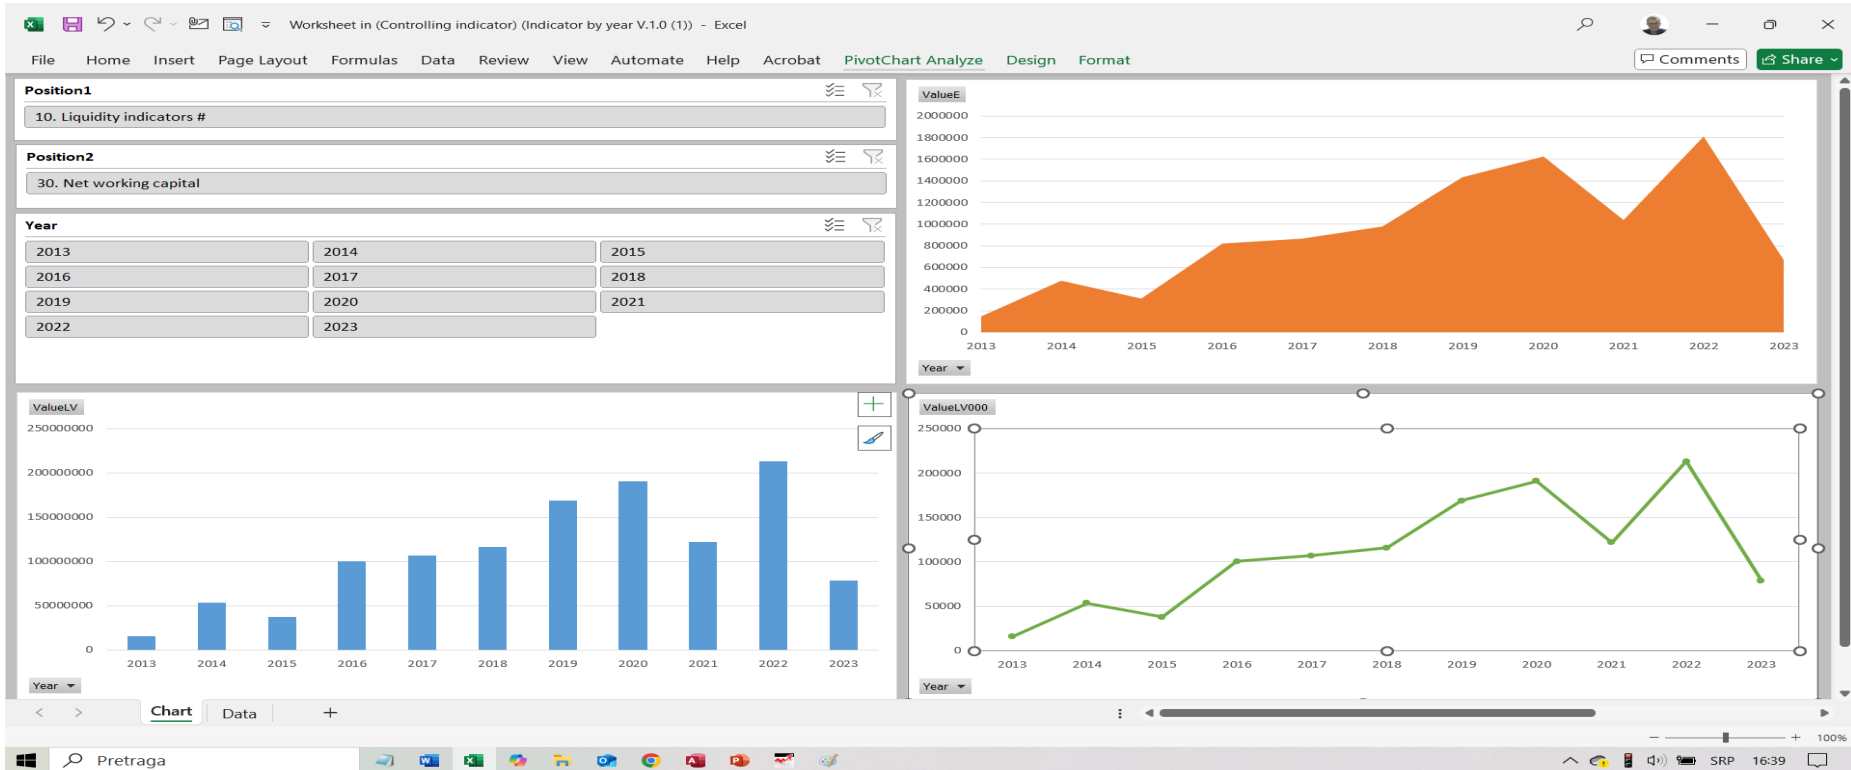 Worksheet in (Controlling indicator) (Indicator by year V.1.0 (1)) - Excel
File Home Insert Page Layout Formulas Data Review View Automate Help Acrobat PivotChart Analyze Design Format Comments Share
Position1
10. Liquidity indicators #
Position2
30. Net working capital
Year
2013 2014 2015
2016 2017 2018
2019 2020 2021
2022 2023
ValueE
2000000
1800000
1600000
1400000
1200000
1000000
800000
600000
400000
200000
0
2013 2014 2015 2016 2017 2018 2019 2020 2021 2022 2023
Year
ValueLV
250000000
200000000
150000000
100000000
50000000
0
2013 2014 2015 2016 2017 2018 2019 2020 2021 2022 2023
Year
ValueLV000
250000
200000
150000
100000
50000
0
2013 2014 2015 2016 2017 2018 2019 2020 2021 2022 2023
Year
Chart Data
100%
Pretraga
SRP 16:39